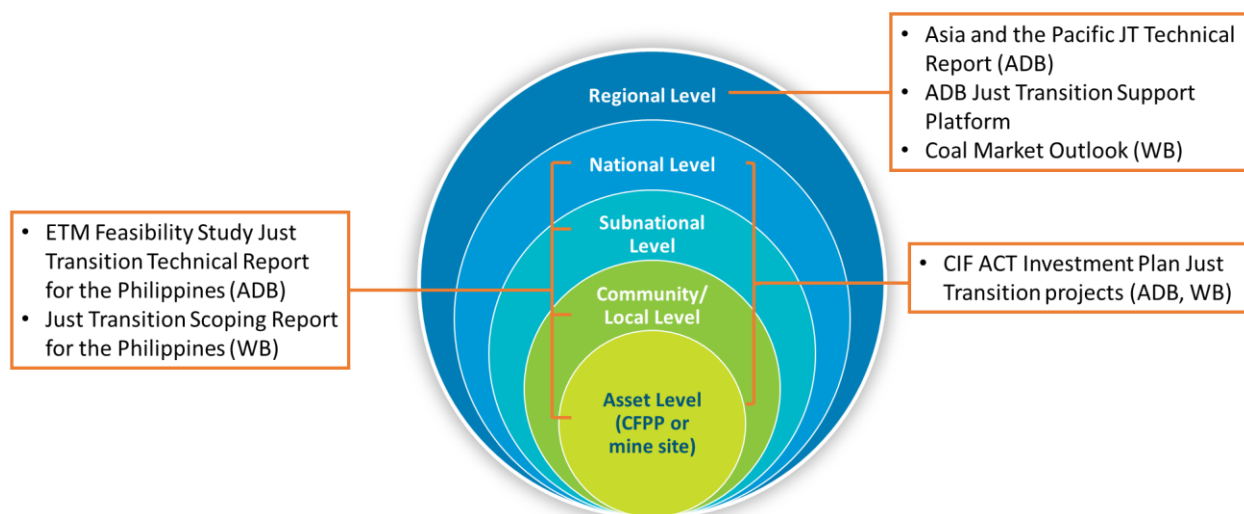 • Asia and the Pacific JT Technical
Report (ADB)
• ADB Just Transition Support
Platform
• Coal Market Outlook (WB)
Regional Level
National Level
Subnational
Level
Community/
Local Level
Asset Level
(CFPP or
mine site)
• ETM Feasibility Study Just
Transition Technical Report
for the Philippines (ADB)
• Just Transition Scoping Report
for the Philippines (WB)
• CIF ACT Investment Plan Just
Transition projects (ADB, WB)